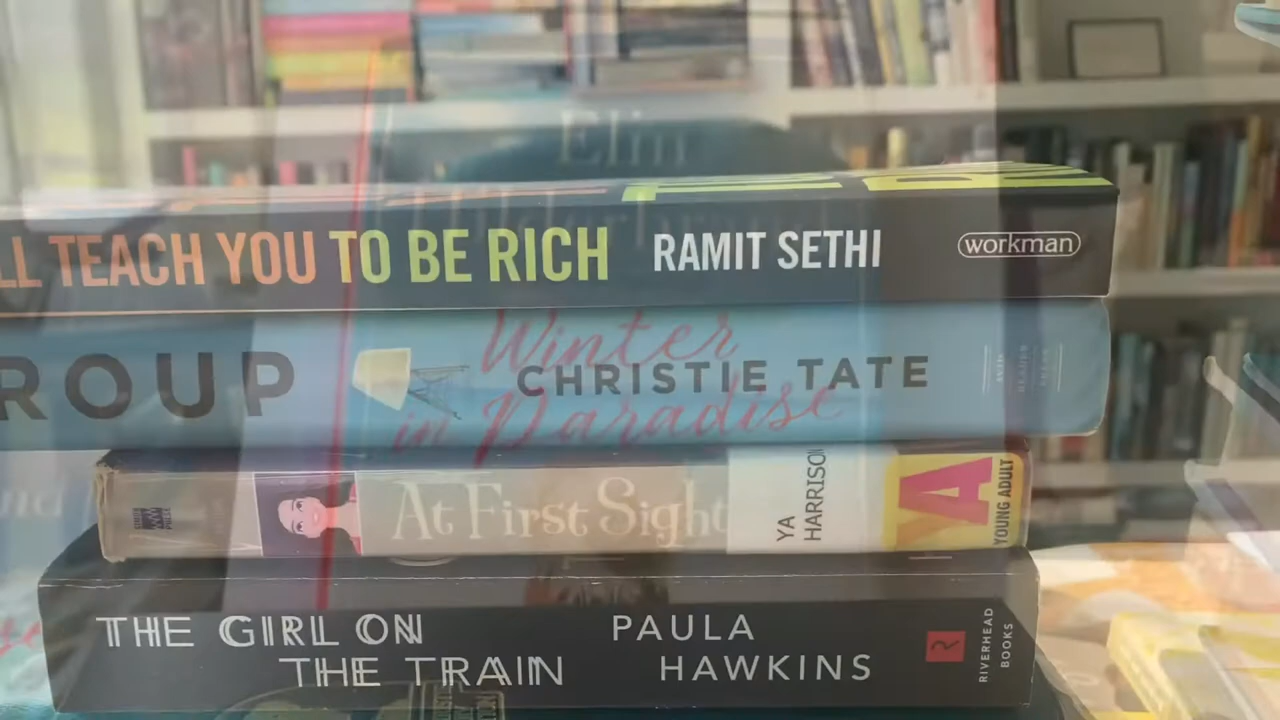 Elin
LL TEACH YOU TO BE RICH RAMIT SETHI workman
Winter
ROUP CHRISTIE TATE
in Paradise
At First Sight YA
HARRISON
A
YOUNG ADULT
THE GIRL ON PAULA
THE TRAIN HAWKINS
RIVERHEAD
BOOKS